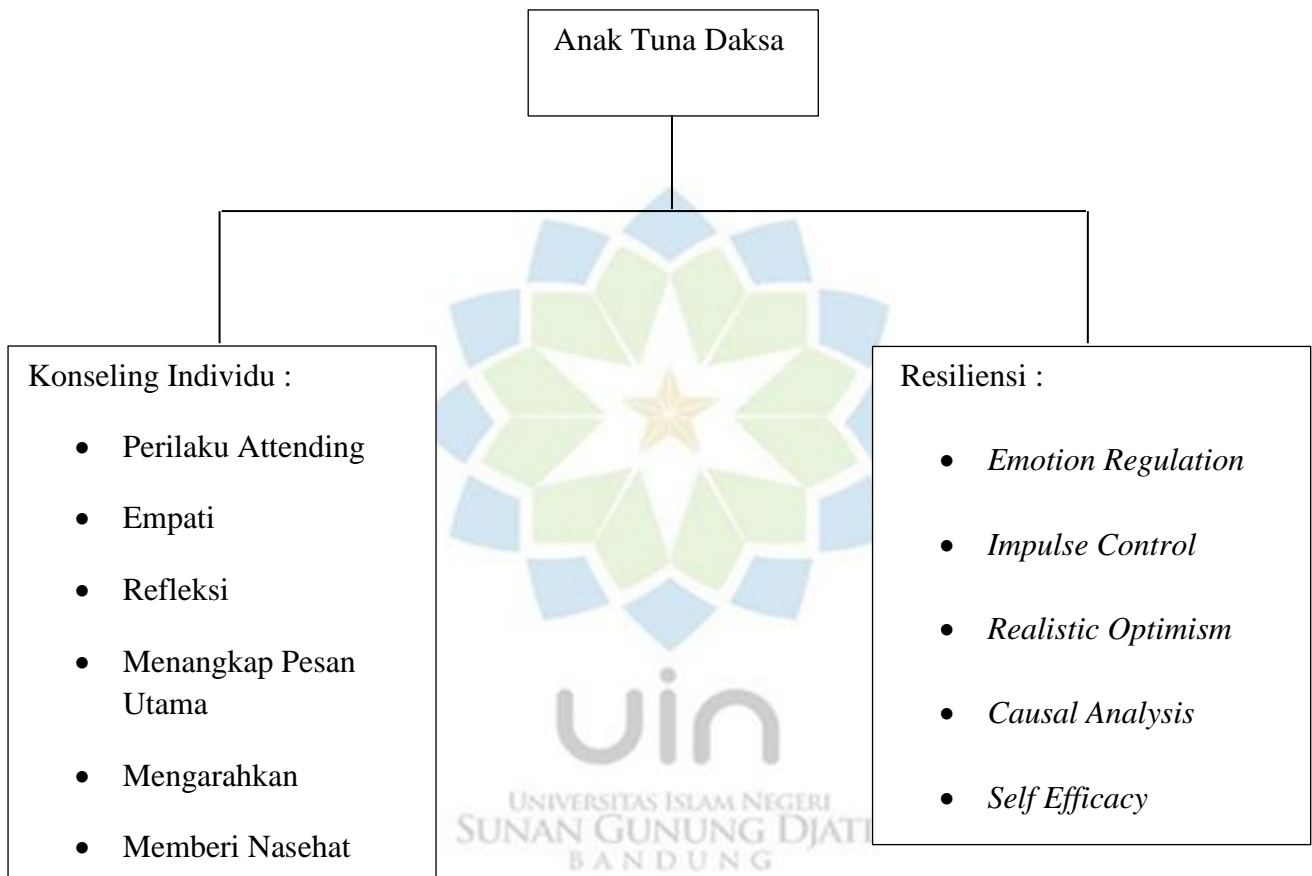 Anak Tuna Daksa
Konseling Individu :
• Perilaku Attending
• Empati
• Refleksi
• Menangkap Pesan
Utama
• Mengarahkan
• Memberi Nasehat
Resiliensi :
• Emotion Regulation
• Impulse Control
• Realistic Optimism
• Causal Analysis
• Self Efficacy
uin
UNIVERSITAS ISLAM NEGERI
SUNAN GUNUNG DJATI
BANDUNG